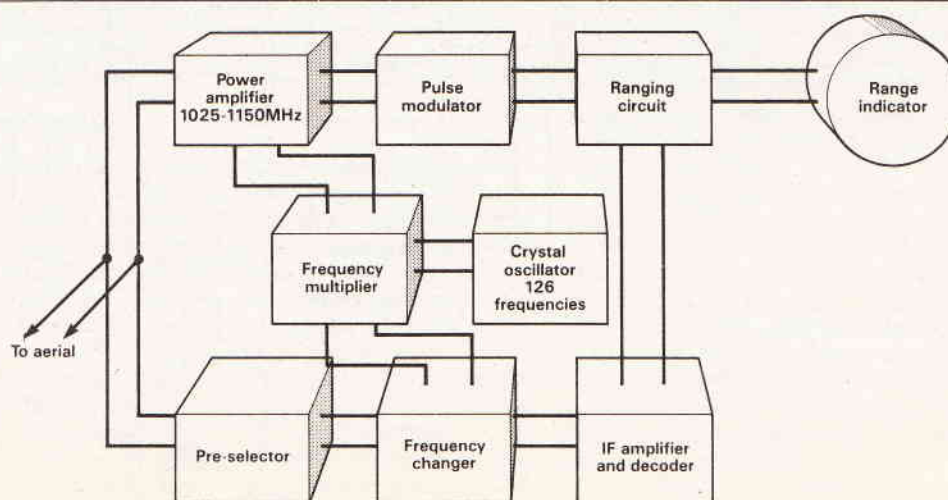 Power
amplifier
1025-1150MHz
Pulse
modulator
Ranging
circuit
Range
indicator
Frequency
multiplier
Crystal
oscillator
126
frequencies
To aerial
Pre-selector
Frequency
changer
IF amplifier
and decoder